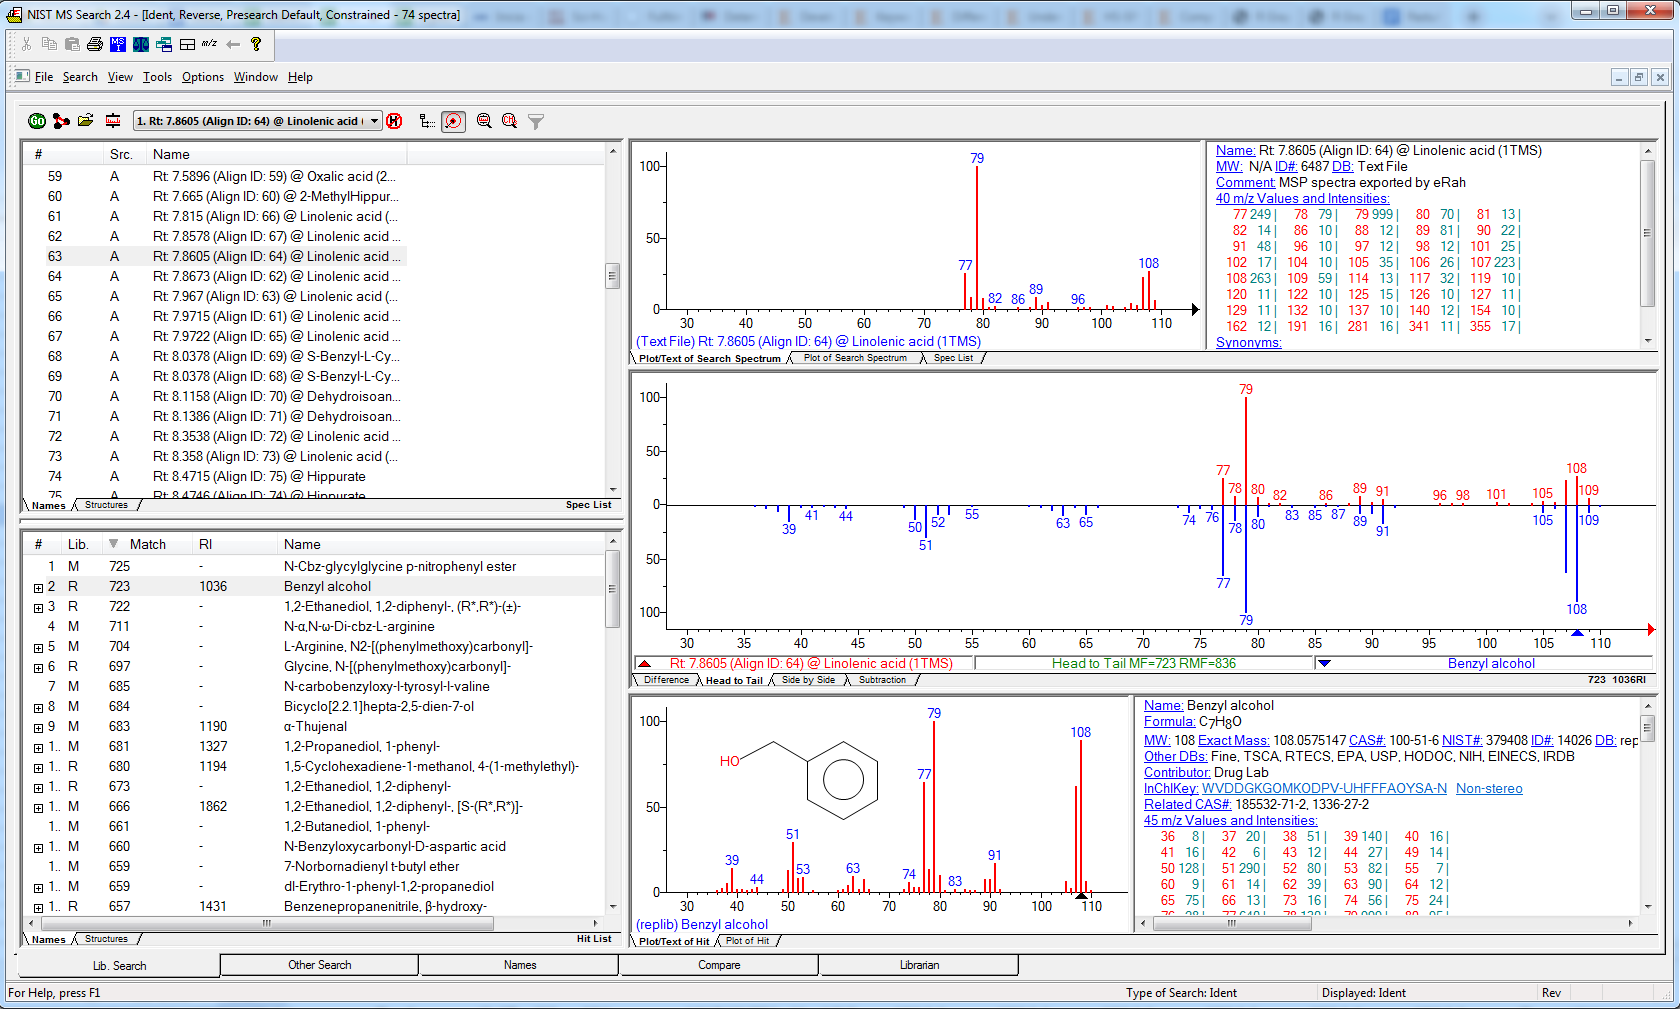 NIST MS Search 2.4 - [Ident, Reverse, Presearch Default, Constrained - 74 spectra]
File Search View Tools Options Window Help
1. Rt: 7.8605 (Align ID: 64) @ Linolenic acid (
# Src. Name
59 A Rt: 7.5896 (Align ID: 59) @ Oxalic acid (2...
60 A Rt: 7.665 (Align ID: 60) @ 2-MethylHippur...
61 A Rt: 7.815 (Align ID: 66) @ Linolenic acid (...
62 A Rt: 7.8578 (Align ID: 67) @ Linolenic acid ...
63 A Rt: 7.8605 (Align ID: 64) @ Linolenic acid ...
64 A Rt: 7.8673 (Align ID: 62) @ Linolenic acid ...
65 A Rt: 7.967 (Align ID: 63) @ Linolenic acid (...
66 A Rt: 7.9715 (Align ID: 61) @ Linolenic acid ...
67 A Rt: 7.9722 (Align ID: 65) @ Linolenic acid ...
68 A Rt: 8.0378 (Align ID: 69) @ S-Benzyl-L-Cy...
69 A Rt: 8.0378 (Align ID: 68) @ S-Benzyl-L-Cy...
70 A Rt: 8.1158 (Align ID: 70) @ Dehydroisoan...
71 A Rt: 8.1386 (Align ID: 71) @ Dehydroisoan...
72 A Rt: 8.3538 (Align ID: 72) @ Linolenic acid ...
73 A Rt: 8.358 (Align ID: 73) @ Linolenic acid (...
74 A Rt: 8.4715 (Align ID: 75) @ Hippurate
75 A Rt: 8.4746 (Align ID: 74) @ Hippurate
Names Structures Spec List
# Lib. Match RI Name
1 M 725 - N-Cbz-glycylglycine p-nitrophenyl ester
2 R 723 1036 Benzyl alcohol
3 R 722 - 1,2-Ethanediol, 1,2-diphenyl-, (R*,R*)-(±)-
4 M 711 - N-α,N-ω-Di-cbz-L-arginine
5 M 704 - L-Arginine, N2-[(phenylmethoxy)carbonyl]-
6 R 697 - Glycine, N-[(phenylmethoxy)carbonyl]-
7 M 685 - N-carbobenzyloxy-l-tyrosyl-l-valine
8 M 684 - Bicyclo[2.2.1]hepta-2,5-dien-7-ol
9 M 683 1190 α-Thujenal
1.. M 681 1327 1,2-Propanediol, 1-phenyl-
1.. R 680 1194 1,5-Cyclohexadiene-1-methanol, 4-(1-methylethyl)-
1.. R 673 - 1,2-Ethanediol, 1,2-diphenyl-
1.. M 666 1862 1,2-Ethanediol, 1,2-diphenyl-, [S-(R*,R*)]-
1.. M 661 - 1,2-Butanediol, 1-phenyl-
1.. M 660 - N-Benzyloxycarbonyl-D-aspartic acid
1.. M 659 - 7-Norbornadienyl t-butyl ether
1.. M 659 - dl-Erythro-1-phenyl-1,2-propanediol
1.. R 657 1431 Benzenepropanenitrile, β-hydroxy-
Names Structures Hit List
100
50
0
79
77
82 86 89 96
108
30 40 50 60 70 80 90 100 110
(Text File) Rt: 7.8605 (Align ID: 64) @ Linolenic acid (1TMS)
Plot/Text of Search Spectrum Plot of Search Spectrum Spec List
Name: Rt: 7.8605 (Align ID: 64) @ Linolenic acid (1TMS)
MW: N/A ID#: 6487 DB: Text File
Comment: MSP spectra exported by eRah
40 m/z Values and Intensities:
77 249 | 78 79 | 79 999 | 80 70 | 81 13 |
82 14 | 86 10 | 88 12 | 89 81 | 90 22 |
91 48 | 96 10 | 97 12 | 98 12 | 101 25 |
102 17 | 104 10 | 105 35 | 106 26 | 107 223 |
108 263 | 109 59 | 114 13 | 117 32 | 119 10 |
120 11 | 122 10 | 125 15 | 126 10 | 127 11 |
129 11 | 132 10 | 137 10 | 140 12 | 154 10 |
162 12 | 191 16 | 281 16 | 341 11 | 355 17 |
Synonyms:
100
50
0
50
100
79
77 78 80 82 86 89 91 96 98 101 105 108 109
39 41 44 50 51 52 55 63 65 74 76 77 78 79 80 83 85 87 89 91 105 108 109
30 35 40 45 50 55 60 65 70 75 80 85 90 95 100 105 110
Rt: 7.8605 (Align ID: 64) @ Linolenic acid (1TMS) Head to Tail MF=723 RMF=836 Benzyl alcohol
Difference Head to Tail Side by Side Subtraction 723 1036RI
100
50
0
HO
39 44 51 53 63 74 77 79 83 91 108
30 40 50 60 70 80 90 100 110
(replib) Benzyl alcohol
Plot/Text of Hit Plot of Hit
Name: Benzyl alcohol
Formula: C7H8O
MW: 108 Exact Mass: 108.0575147 CAS#: 100-51-6 NIST#: 379408 ID#: 14026 DB: rep
Other DBs: Fine, TSCA, RTECS, EPA, USP, HODOC, NIH, EINECS, IRDB
Contributor: Drug Lab
InChIKey: WVDDGKGOMKODPV-UHFFFAOYSA-N Non-stereo
Related CAS#: 185532-71-2, 1336-27-2
45 m/z Values and Intensities:
36 8 | 37 20 | 38 51 | 39 140 | 40 16 |
41 16 | 42 6 | 43 12 | 44 27 | 49 14 |
50 128 | 51 290 | 52 80 | 53 82 | 55 7 |
60 9 | 61 14 | 62 39 | 63 90 | 64 12 |
65 75 | 66 13 | 73 16 | 74 56 | 75 24 |
Lib. Search Other Search Names Compare Librarian
For Help, press F1 Type of Search: Ident Displayed: Ident Rev